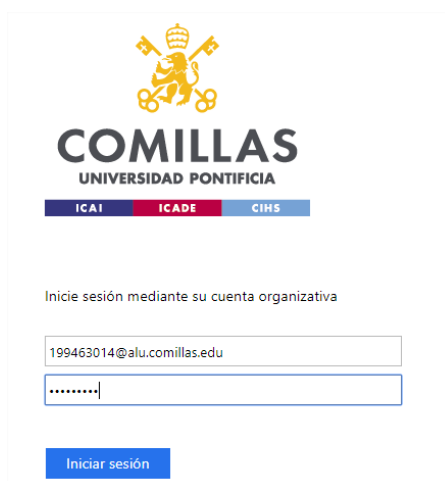 COMILLAS
UNIVERSIDAD PONTIFICIA
ICAI ICADE CIHS
Inicie sesión mediante su cuenta organizativa
199463014@alu.comillas.edu
•••••••••
Iniciar sesión